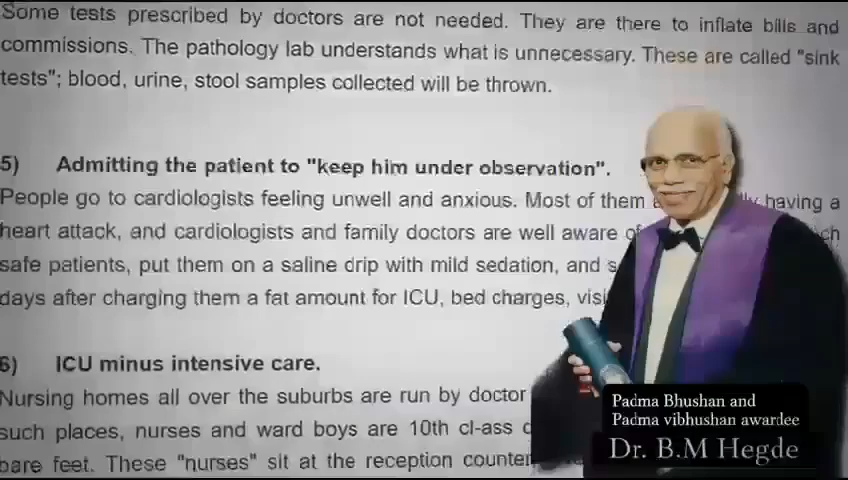 Some tests prescribed by doctors are not needed. They are there to inflate bills and
commissions. The pathology lab understands what is unnecessary. These are called "sink
tests"; blood, urine, stool samples collected will be thrown.
5) Admitting the patient to "keep him under observation".
People go to cardiologists feeling unwell and anxious. Most of them having a
heart attack, and cardiologists and family doctors are well aware
safe patients, put them on a saline drip with mild sedation, and
days after charging them a fat amount for ICU, bed charges,
6) ICU minus intensive care.
Nursing homes all over the suburbs are run by doctor
such places, nurses and ward boys are 10th cl-ass
bare feet. These "nurses" sit at the reception counter
Padma Bhushan and
Padma vibhushan awardee
Dr. B.M Hegde